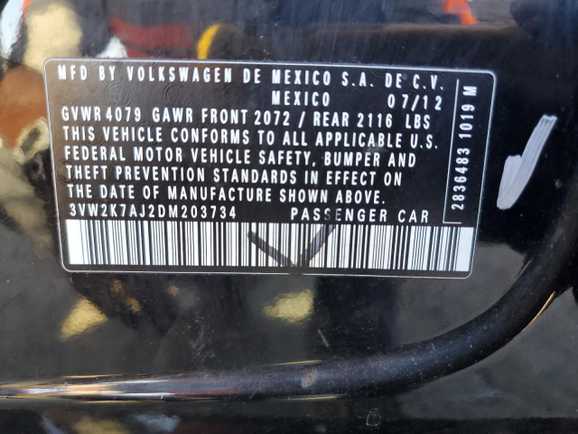 MFD BY VOLKSWAGEN DE MEXICO S.A. DE C.V.
MEXICO 07/12
GVWR 4079 GAWR FRONT 2072 / REAR 2116 LBS
THIS VEHICLE CONFORMS TO ALL APPLICABLE U.S.
FEDERAL MOTOR VEHICLE SAFETY, BUMPER AND
THEFT PREVENTION STANDARDS IN EFFECT ON
THE DATE OF MANUFACTURE SHOWN ABOVE.
3VW2K7AJ2DM203734 PASSENGER CAR
2836483 1019 M